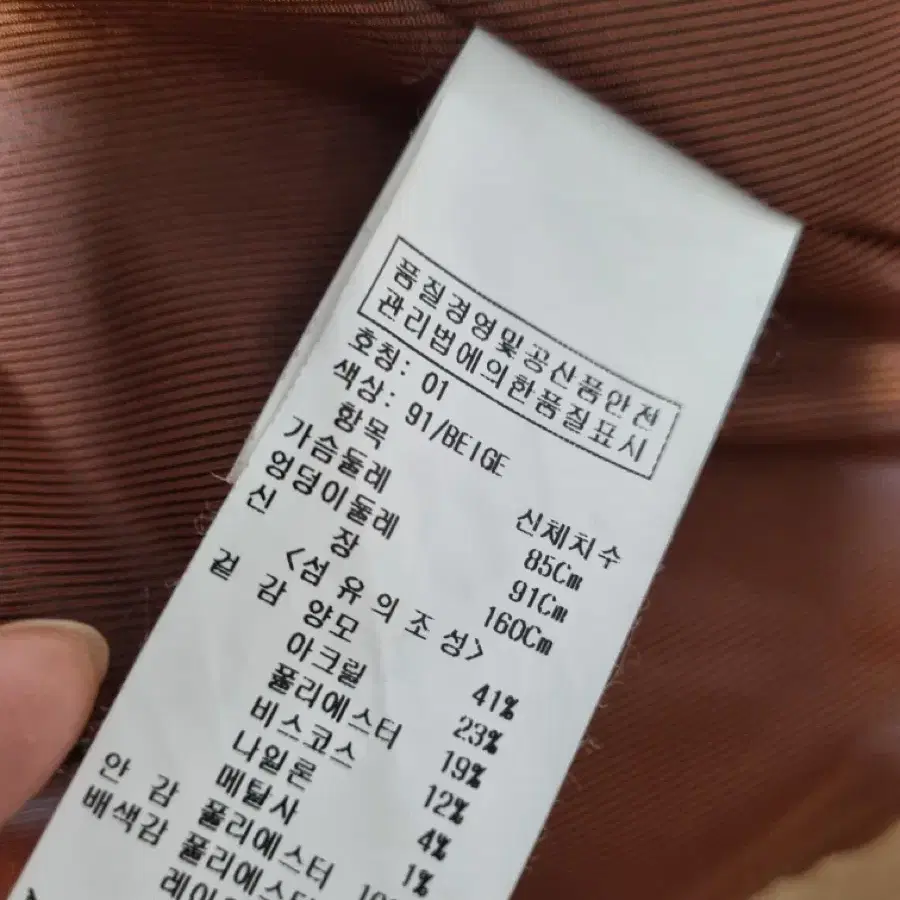 품질경영및공산품안전
관리법에의한품질표시
호칭: 01
색상: 91/BEIGE
항목 신체치수
가슴둘레 85Cm
엉덩이둘레 91Cm
신 장 160Cm
<섬 유 의 조 성>
겉 감 양모 41%
아크릴 23%
폴리에스터 19%
비스코스 12%
나일론 4%
메탈사 1%
안 감 폴리에스터
배색감 폴리에스터